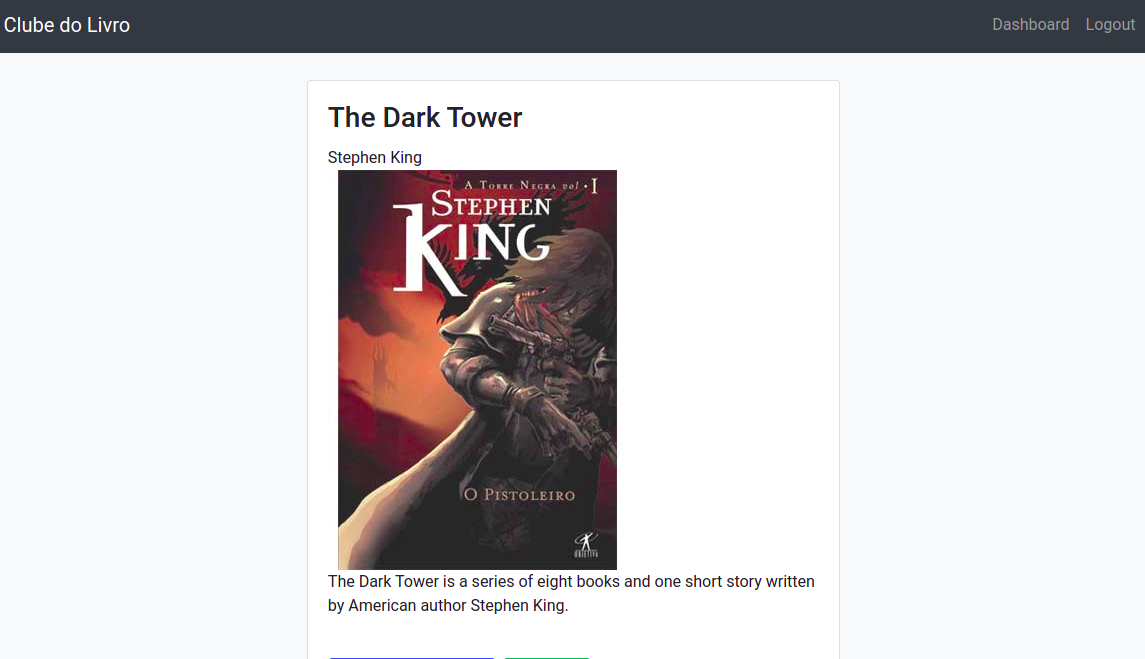 Clube do Livro
Dashboard
Logout
The Dark Tower
Stephen King
A Torre Negra vol • I
Stephen
King
O Pistoleiro
Objetiva
The Dark Tower is a series of eight books and one short story written
by American author Stephen King.